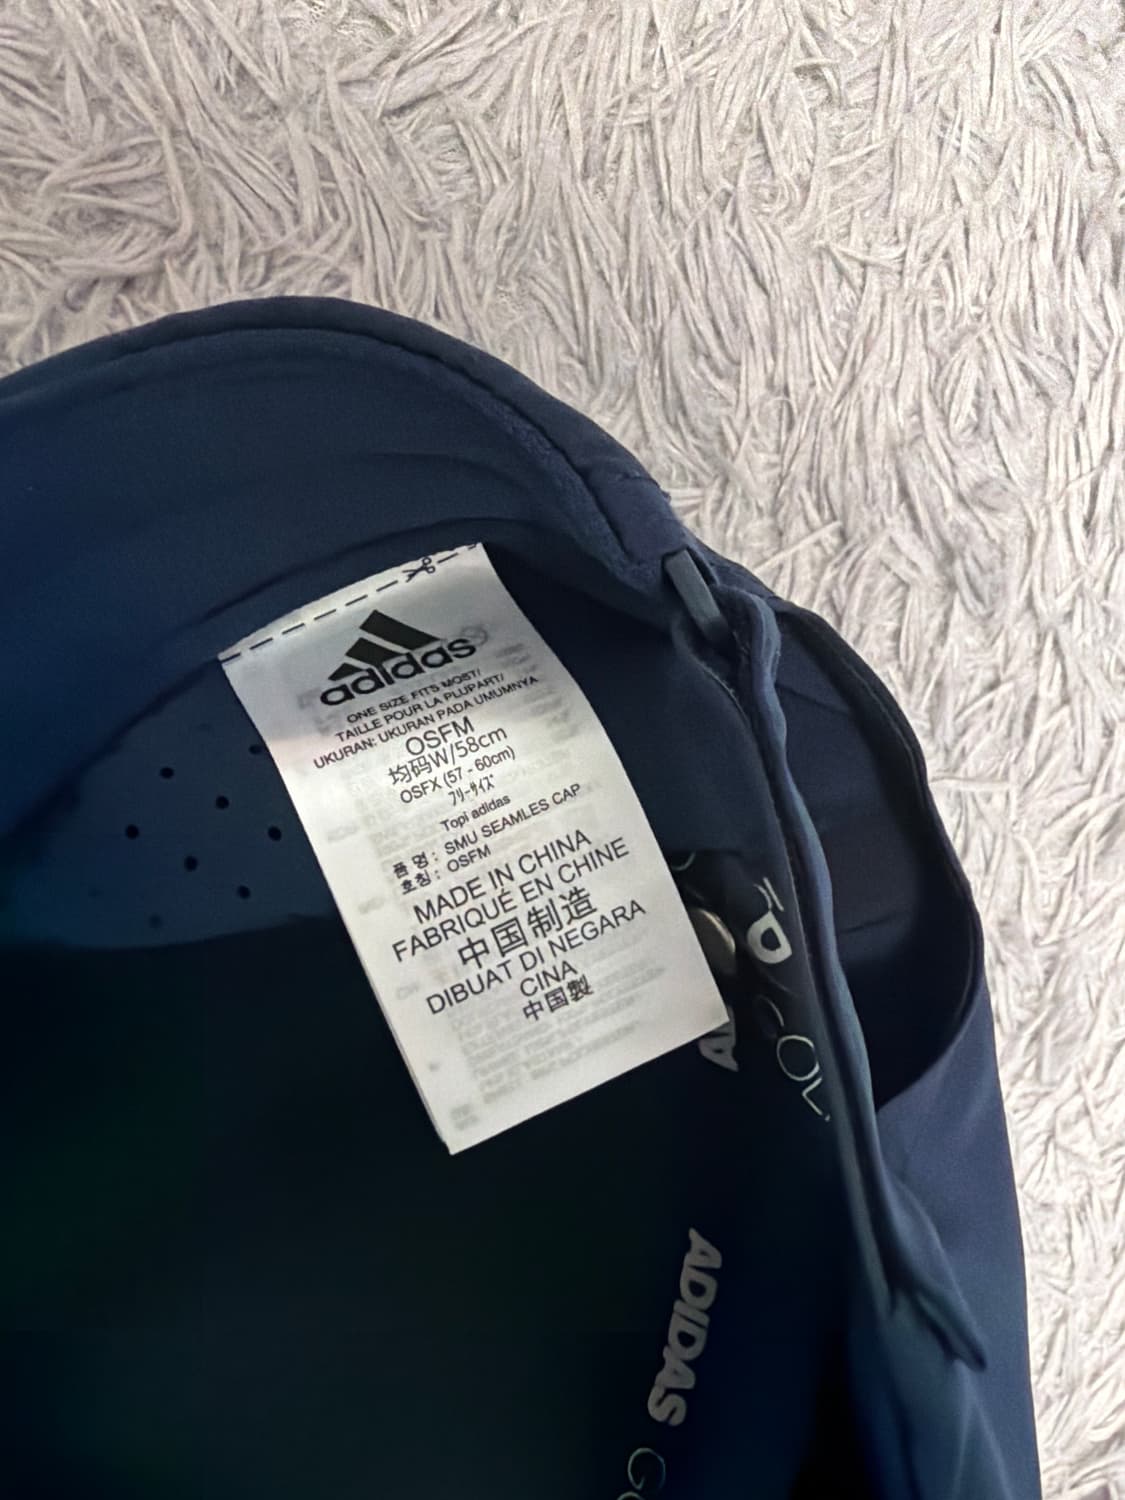 adidas
ONE SIZE FITS MOST/
TAILLE POUR LA PLUPART/
UKURAN: UKURAN PADA UMUMNYA
OSFM
均码W/58cm
OSFX (57 - 60cm)
フリーサイズ
Topi adidas
품 명 : SMU SEAMLES CAP
호칭 : OSFM
MADE IN CHINA
FABRIQUÉ EN CHINE
中国制造
DIBUAT DI NEGARA
CINA
中国製
ADIDAS